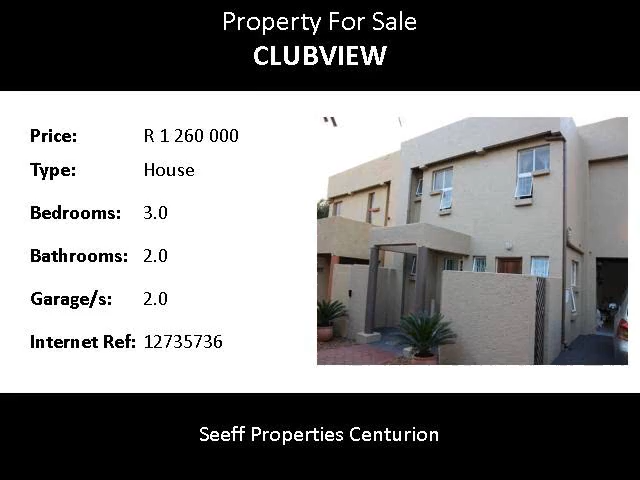 Property For Sale
CLUBVIEW
Price: R 1 260 000
Type: House
Bedrooms: 3.0
Bathrooms: 2.0
Garage/s: 2.0
Internet Ref: 12735736
Seeff Properties Centurion